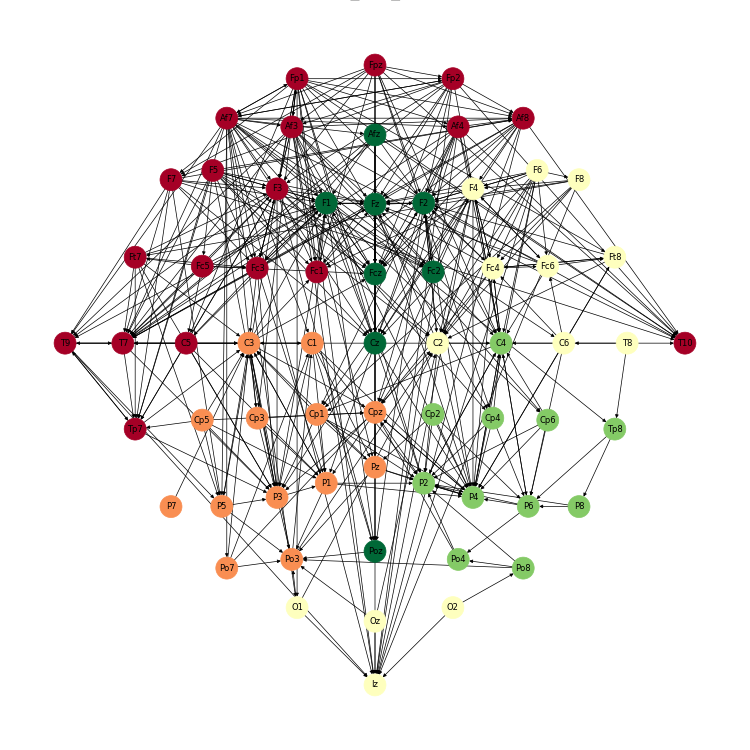 Fpz
Fp1 Fp2
Af7 Af3 Afz Af4 Af8
F7 F5 F3 F1 Fz F2 F4 F6 F8
Ft7 Fc5 Fc3 Fc1 Fcz Fc2 Fc4 Fc6 Ft8
T9 T7 C5 C3 C1 Cz C2 C4 C6 T8 T10
Tp7 Cp5 Cp3 Cp1 Cpz Cp2 Cp4 Cp6 Tp8
P7 P5 P3 P1 Pz P2 P4 P6 P8
Po7 Po3 Poz Po4 Po8
O1 Oz O2
Iz